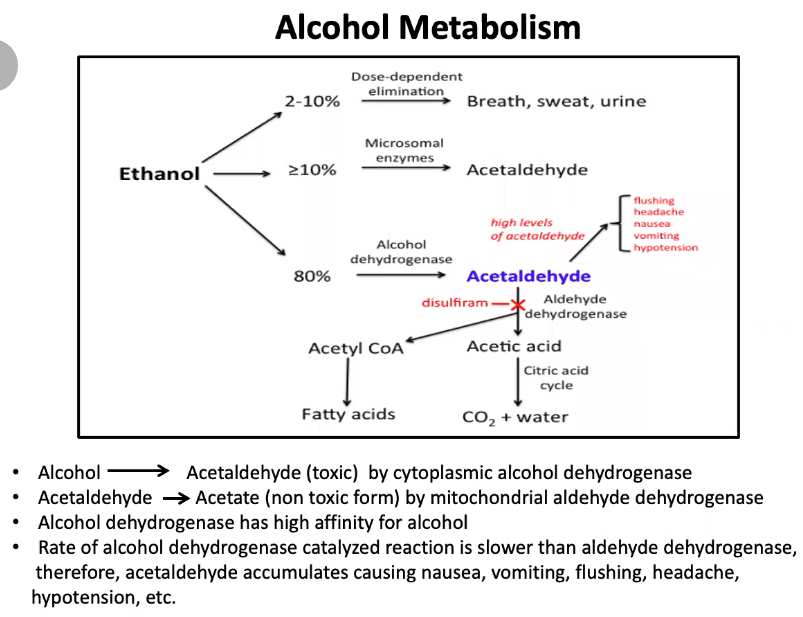 Alcohol Metabolism
Dose-dependent
elimination
2-10%
Breath, sweat, urine
Microsomal
enzymes
Ethanol
≥10%
Acetaldehyde
flushing
headache
nausea
vomiting
hypotension
high levels
of acetaldehyde
Alcohol
dehydrogenase
80%
Acetaldehyde
disulfiram
Aldehyde
dehydrogenase
Acetyl CoA
Acetic acid
Citric acid
cycle
Fatty acids
CO₂ + water
• Alcohol ⟶ Acetaldehyde (toxic) by cytoplasmic alcohol dehydrogenase
• Acetaldehyde → Acetate (non toxic form) by mitochondrial aldehyde dehydrogenase
• Alcohol dehydrogenase has high affinity for alcohol
• Rate of alcohol dehydrogenase catalyzed reaction is slower than aldehyde dehydrogenase,
therefore, acetaldehyde accumulates causing nausea, vomiting, flushing, headache,
hypotension, etc.